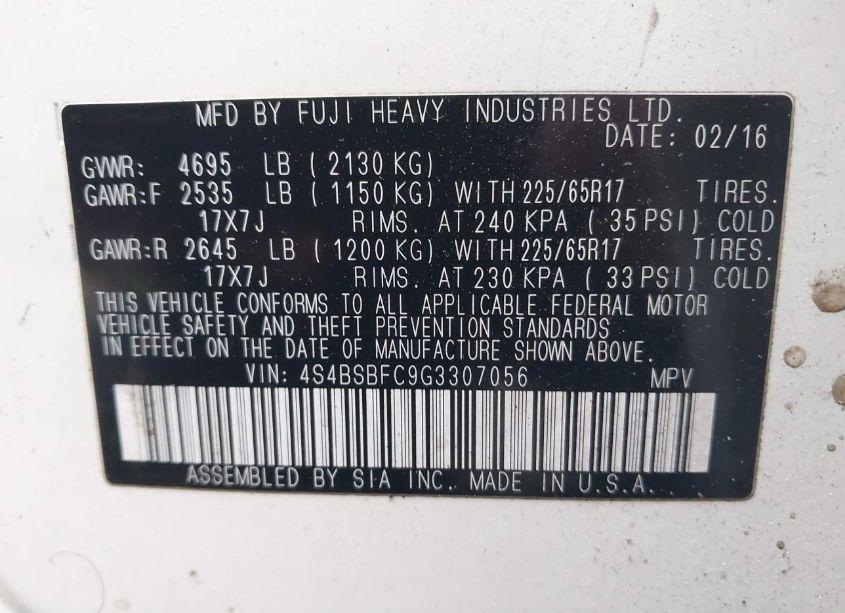 MFD BY FUJI HEAVY INDUSTRIES LTD.
DATE: 02/16
GVWR: 4695 LB ( 2130 KG)
GAWR:F 2535 LB ( 1150 KG) WITH 225/65R17 TIRES.
17X7J RIMS. AT 240 KPA ( 35 PSI) COLD
GAWR:R 2645 LB ( 1200 KG) WITH 225/65R17 TIRES.
17X7J RIMS. AT 230 KPA ( 33 PSI) COLD
THIS VEHICLE CONFORMS TO ALL APPLICABLE FEDERAL MOTOR
VEHICLE SAFETY AND THEFT PREVENTION STANDARDS
IN EFFECT ON THE DATE OF MANUFACTURE SHOWN ABOVE.
VIN: 4S4BSBFC9G3307056 MPV
ASSEMBLED BY SIA INC. MADE IN U.S.A.